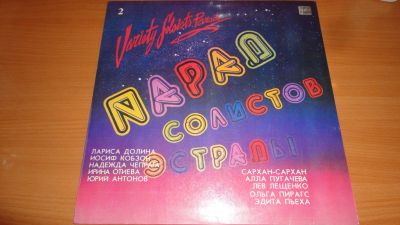 2
Variety Soloists Parade
ПАРАД
СОЛИСТОВ
ЭСТРАДЫ
ЛАРИСА ДОЛИНА
ИОСИФ КОБЗОН
НАДЕЖДА ЧЕПРАГА
ИРИНА ОТИЕВА
ЮРИЙ АНТОНОВ
САРХАН-САРХАН
АЛЛА ПУГАЧЕВА
ЛЕВ ЛЕЩЕНКО
ОЛЬГА ПИРАГС
ЭДИТА ПЬЕХА